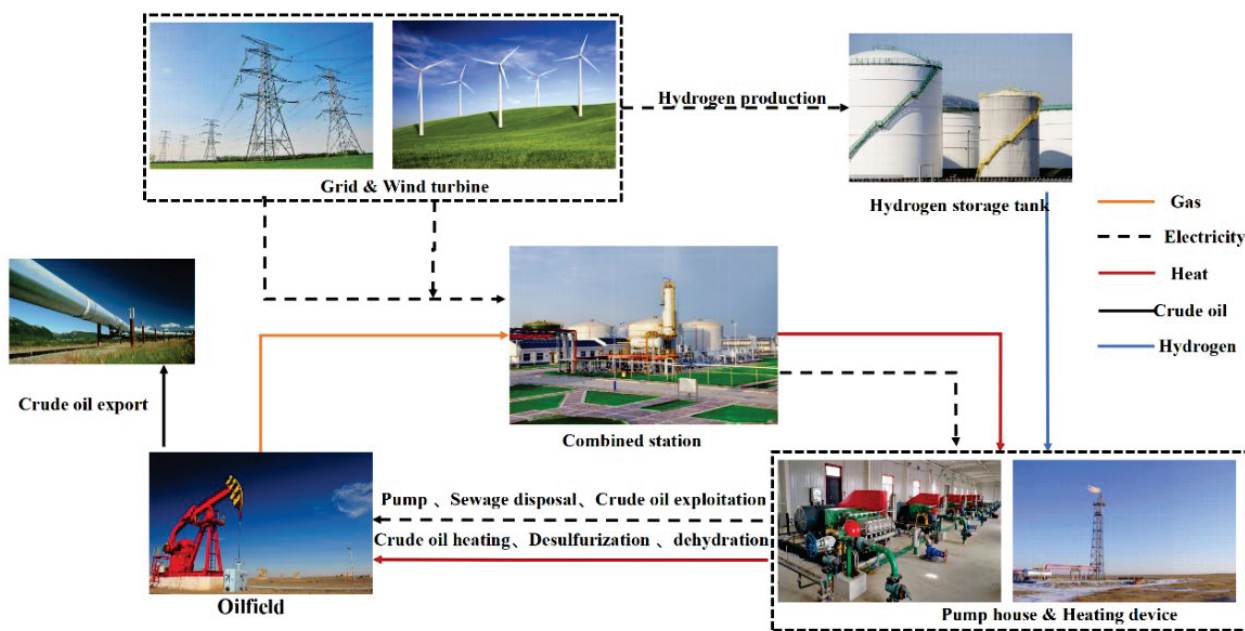 Hydrogen production
Grid & Wind turbine
Hydrogen storage tank
Gas
Electricity
Heat
Crude oil
Hydrogen
Crude oil export
Combined station
Pump 、Sewage disposal、Crude oil exploitation
Crude oil heating、Desulfurization 、dehydration
Oilfield
Pump house & Heating device